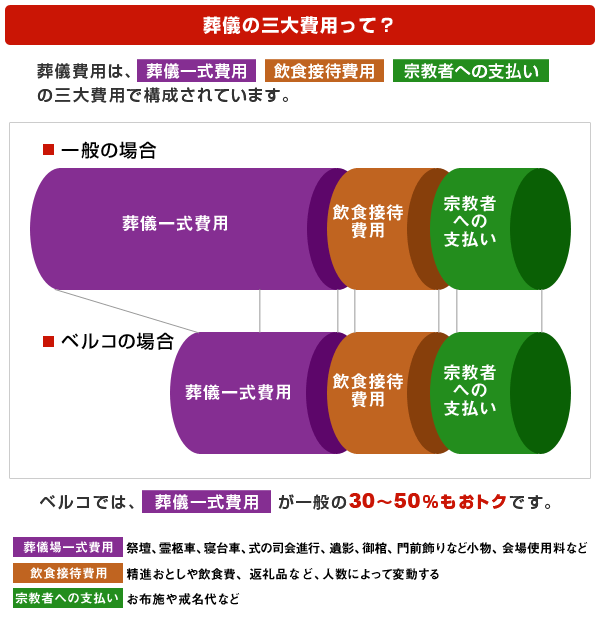 葬儀の三大費用って？
葬儀費用は、 葬儀一式費用 飲食接待費用 宗教者への支払い
の三大費用で構成されています。
一般の場合
葬儀一式費用
飲食接待
費用
宗教者
への
支払い
ベルコの場合
葬儀一式費用
飲食接待
費用
宗教者
への
支払い
ベルコでは、 葬儀一式費用 が一般の30〜50％もおトクです。
葬儀場一式費用 祭壇、霊柩車、寝台車、式の司会進行、遺影、御棺、門前飾りなど小物、会場使用料など
飲食接待費用 精進おとしや飲食費、返礼品など、人数によって変動する
宗教者への支払い お布施や戒名代など